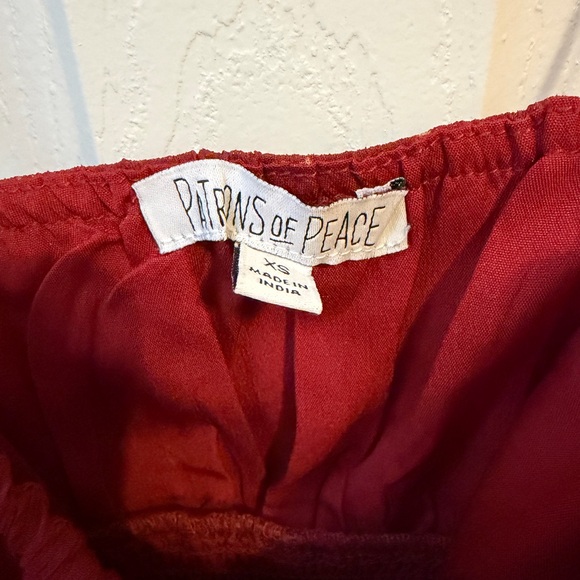 PATRONS OF PEACE
XS
MADE IN
INDIA